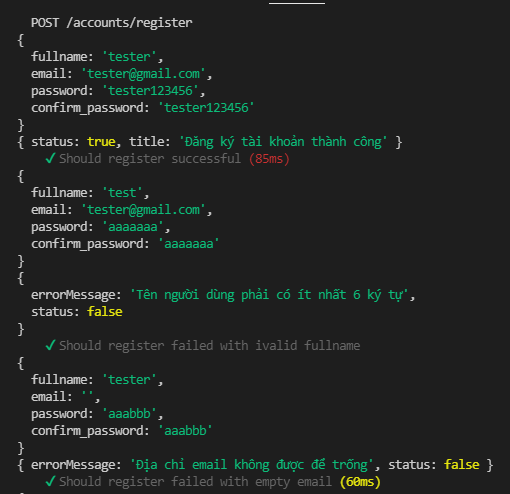 POST /accounts/register
{
  fullname: 'tester',
  email: 'tester@gmail.com',
  password: 'tester123456',
  confirm_password: 'tester123456'
}
{ status: true, title: 'Đăng ký tài khoản thành công' }
    ✓ Should register successful (85ms)
{
  fullname: 'test',
  email: 'tester@gmail.com',
  password: 'aaaaaaa',
  confirm_password: 'aaaaaaa'
}
{
  errorMessage: 'Tên người dùng phải có ít nhất 6 ký tự',
  status: false
}
    ✓ Should register failed with ivalid fullname
{
  fullname: 'tester',
  email: '',
  password: 'aaabbb',
  confirm_password: 'aaabbb'
}
{ errorMessage: 'Địa chỉ email không được để trống', status: false }
    ✓ Should register failed with empty email (60ms)